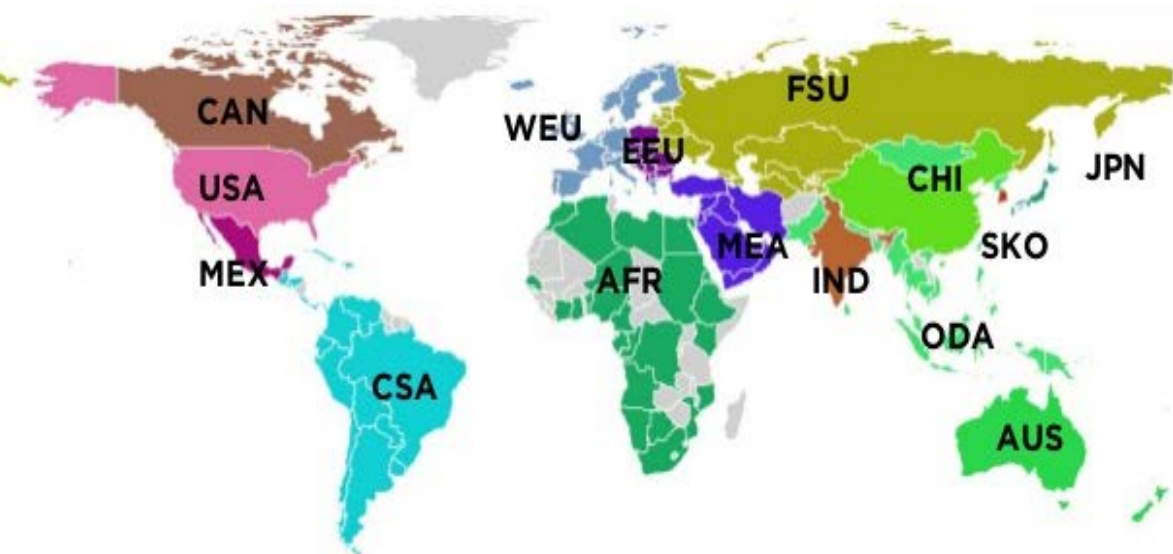 CAN
USA
MEX
CSA
WEU
EEU
FSU
AFR
MEA
IND
CHI
JPN
SKO
ODA
AUS